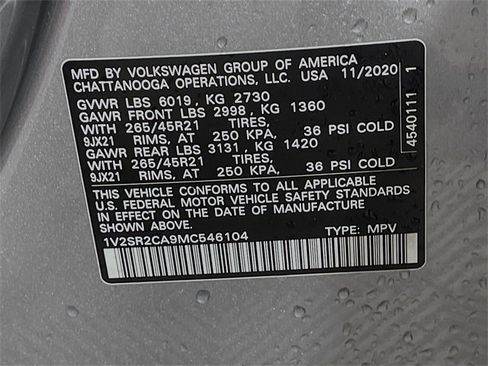 MFD BY VOLKSWAGEN GROUP OF AMERICA
CHATTANOOGA OPERATIONS, LLC. USA 11/2020
GVWR LBS 6019, KG 2730
GAWR FRONT LBS 2998, KG 1360
WITH 265/45R21 TIRES,
9JX21 RIMS, AT 250 KPA, 36 PSI COLD
GAWR REAR LBS 3131, KG 1420
WITH 265/45R21 TIRES,
9JX21 RIMS, AT 250 KPA, 36 PSI COLD
THIS VEHICLE CONFORMS TO ALL APPLICABLE
U.S. FEDERAL MOTOR VEHICLE SAFETY STANDARDS
IN EFFECT ON THE DATE OF MANUFACTURE
SHOWN ABOVE.
1V2SR2CA9MC546104 TYPE: MPV
4540111 1